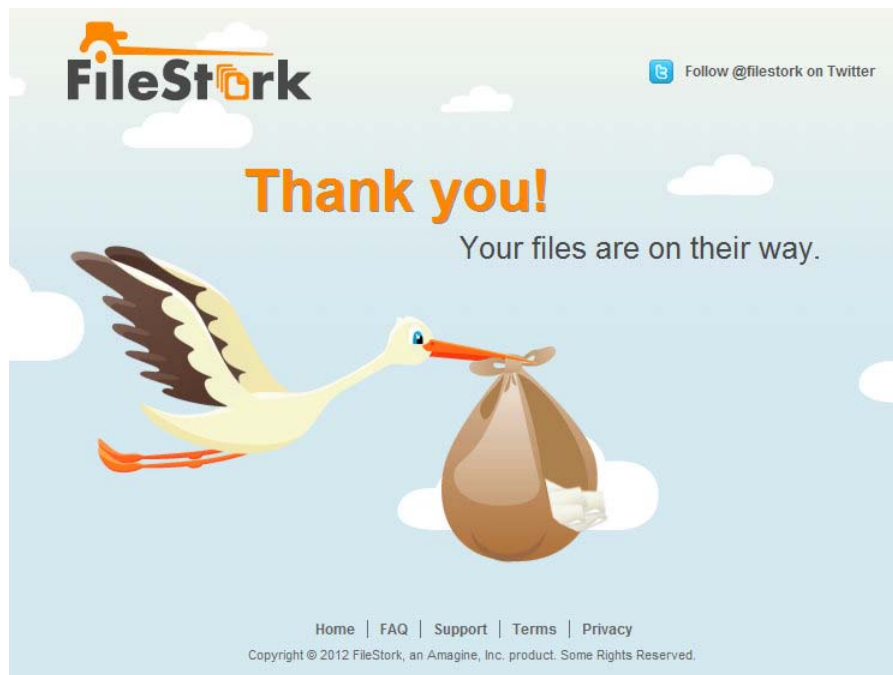 FileStork
Follow @filestork on Twitter
Thank you!
Your files are on their way.
Home | FAQ | Support | Terms | Privacy
Copyright © 2012 FileStork, an Amagine, Inc. product. Some Rights Reserved.